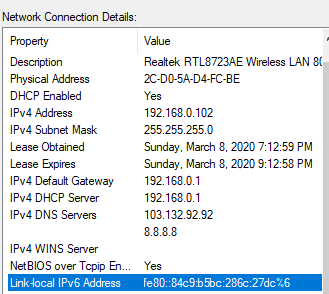 Network Connection Details:
Property Value
Description Realtek RTL8723AE Wireless LAN 80
Physical Address 2C-D0-5A-D4-FC-BE
DHCP Enabled Yes
IPv4 Address 192.168.0.102
IPv4 Subnet Mask 255.255.255.0
Lease Obtained Sunday, March 8, 2020 7:12:59 PM
Lease Expires Sunday, March 8, 2020 9:12:58 PM
IPv4 Default Gateway 192.168.0.1
IPv4 DHCP Server 192.168.0.1
IPv4 DNS Servers 103.132.92.92
8.8.8.8
IPv4 WINS Server
NetBIOS over Tcpip En... Yes
Link-local IPv6 Address fe80::84c9:b5bc:286c:27dc%6